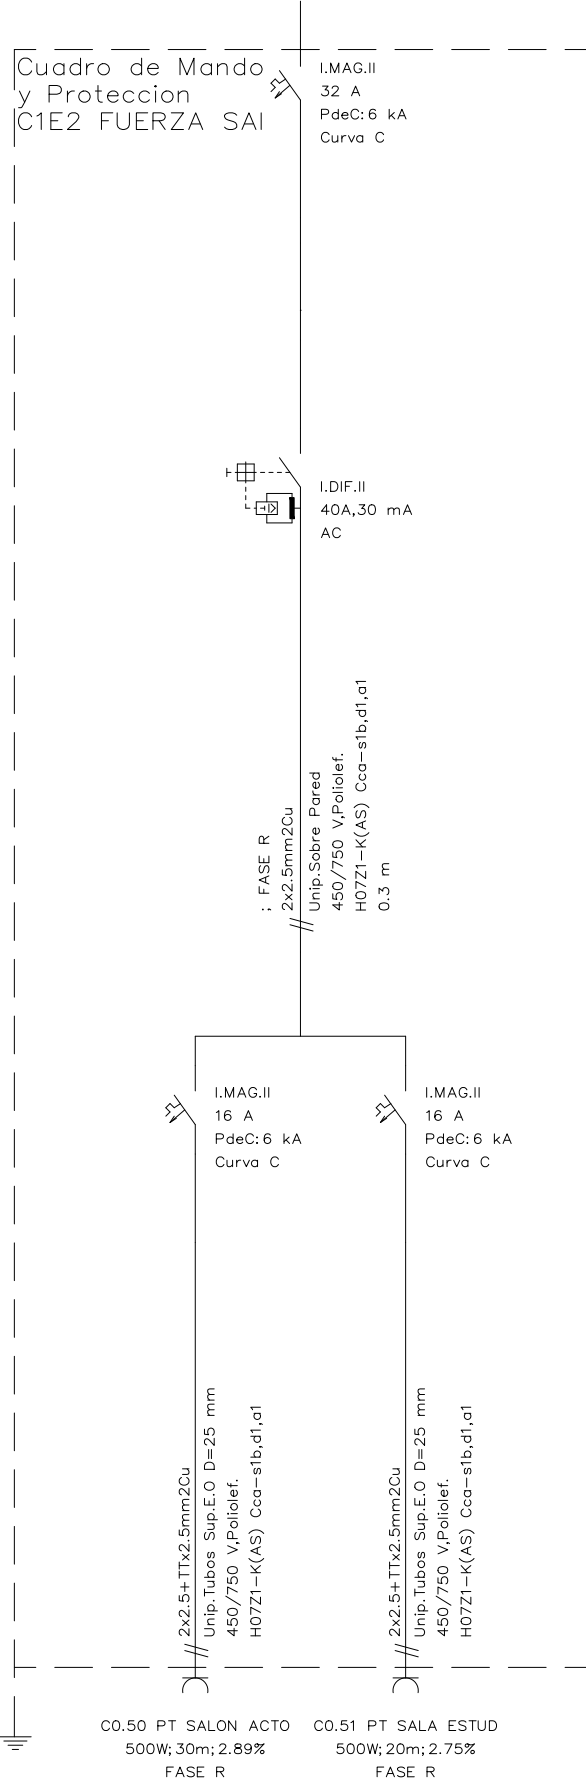 Cuadro de Mando
y Proteccion
C1E2 FUERZA SAI
I.MAG.II
32 A
PdeC: 6 kA
Curva C
I.DIF.II
40A,30 mA
AC
; FASE R
2x2.5mm2Cu
Unip.Sobre Pared
450/750 V,Poliolef.
H07Z1-K(AS) Cca-s1b,d1,a1
0.3 m
I.MAG.II
16 A
PdeC: 6 kA
Curva C
I.MAG.II
16 A
PdeC: 6 kA
Curva C
2x2.5+TTx2.5mm2Cu
Unip.Tubos Sup.E.O D=25 mm
450/750 V,Poliolef.
H07Z1-K(AS) Cca-s1b,d1,a1
2x2.5+TTx2.5mm2Cu
Unip.Tubos Sup.E.O D=25 mm
450/750 V,Poliolef.
H07Z1-K(AS) Cca-s1b,d1,a1
C0.50 PT SALON ACTO
500W; 30m; 2.89%
FASE R
C0.51 PT SALA ESTUD
500W; 20m; 2.75%
FASE R